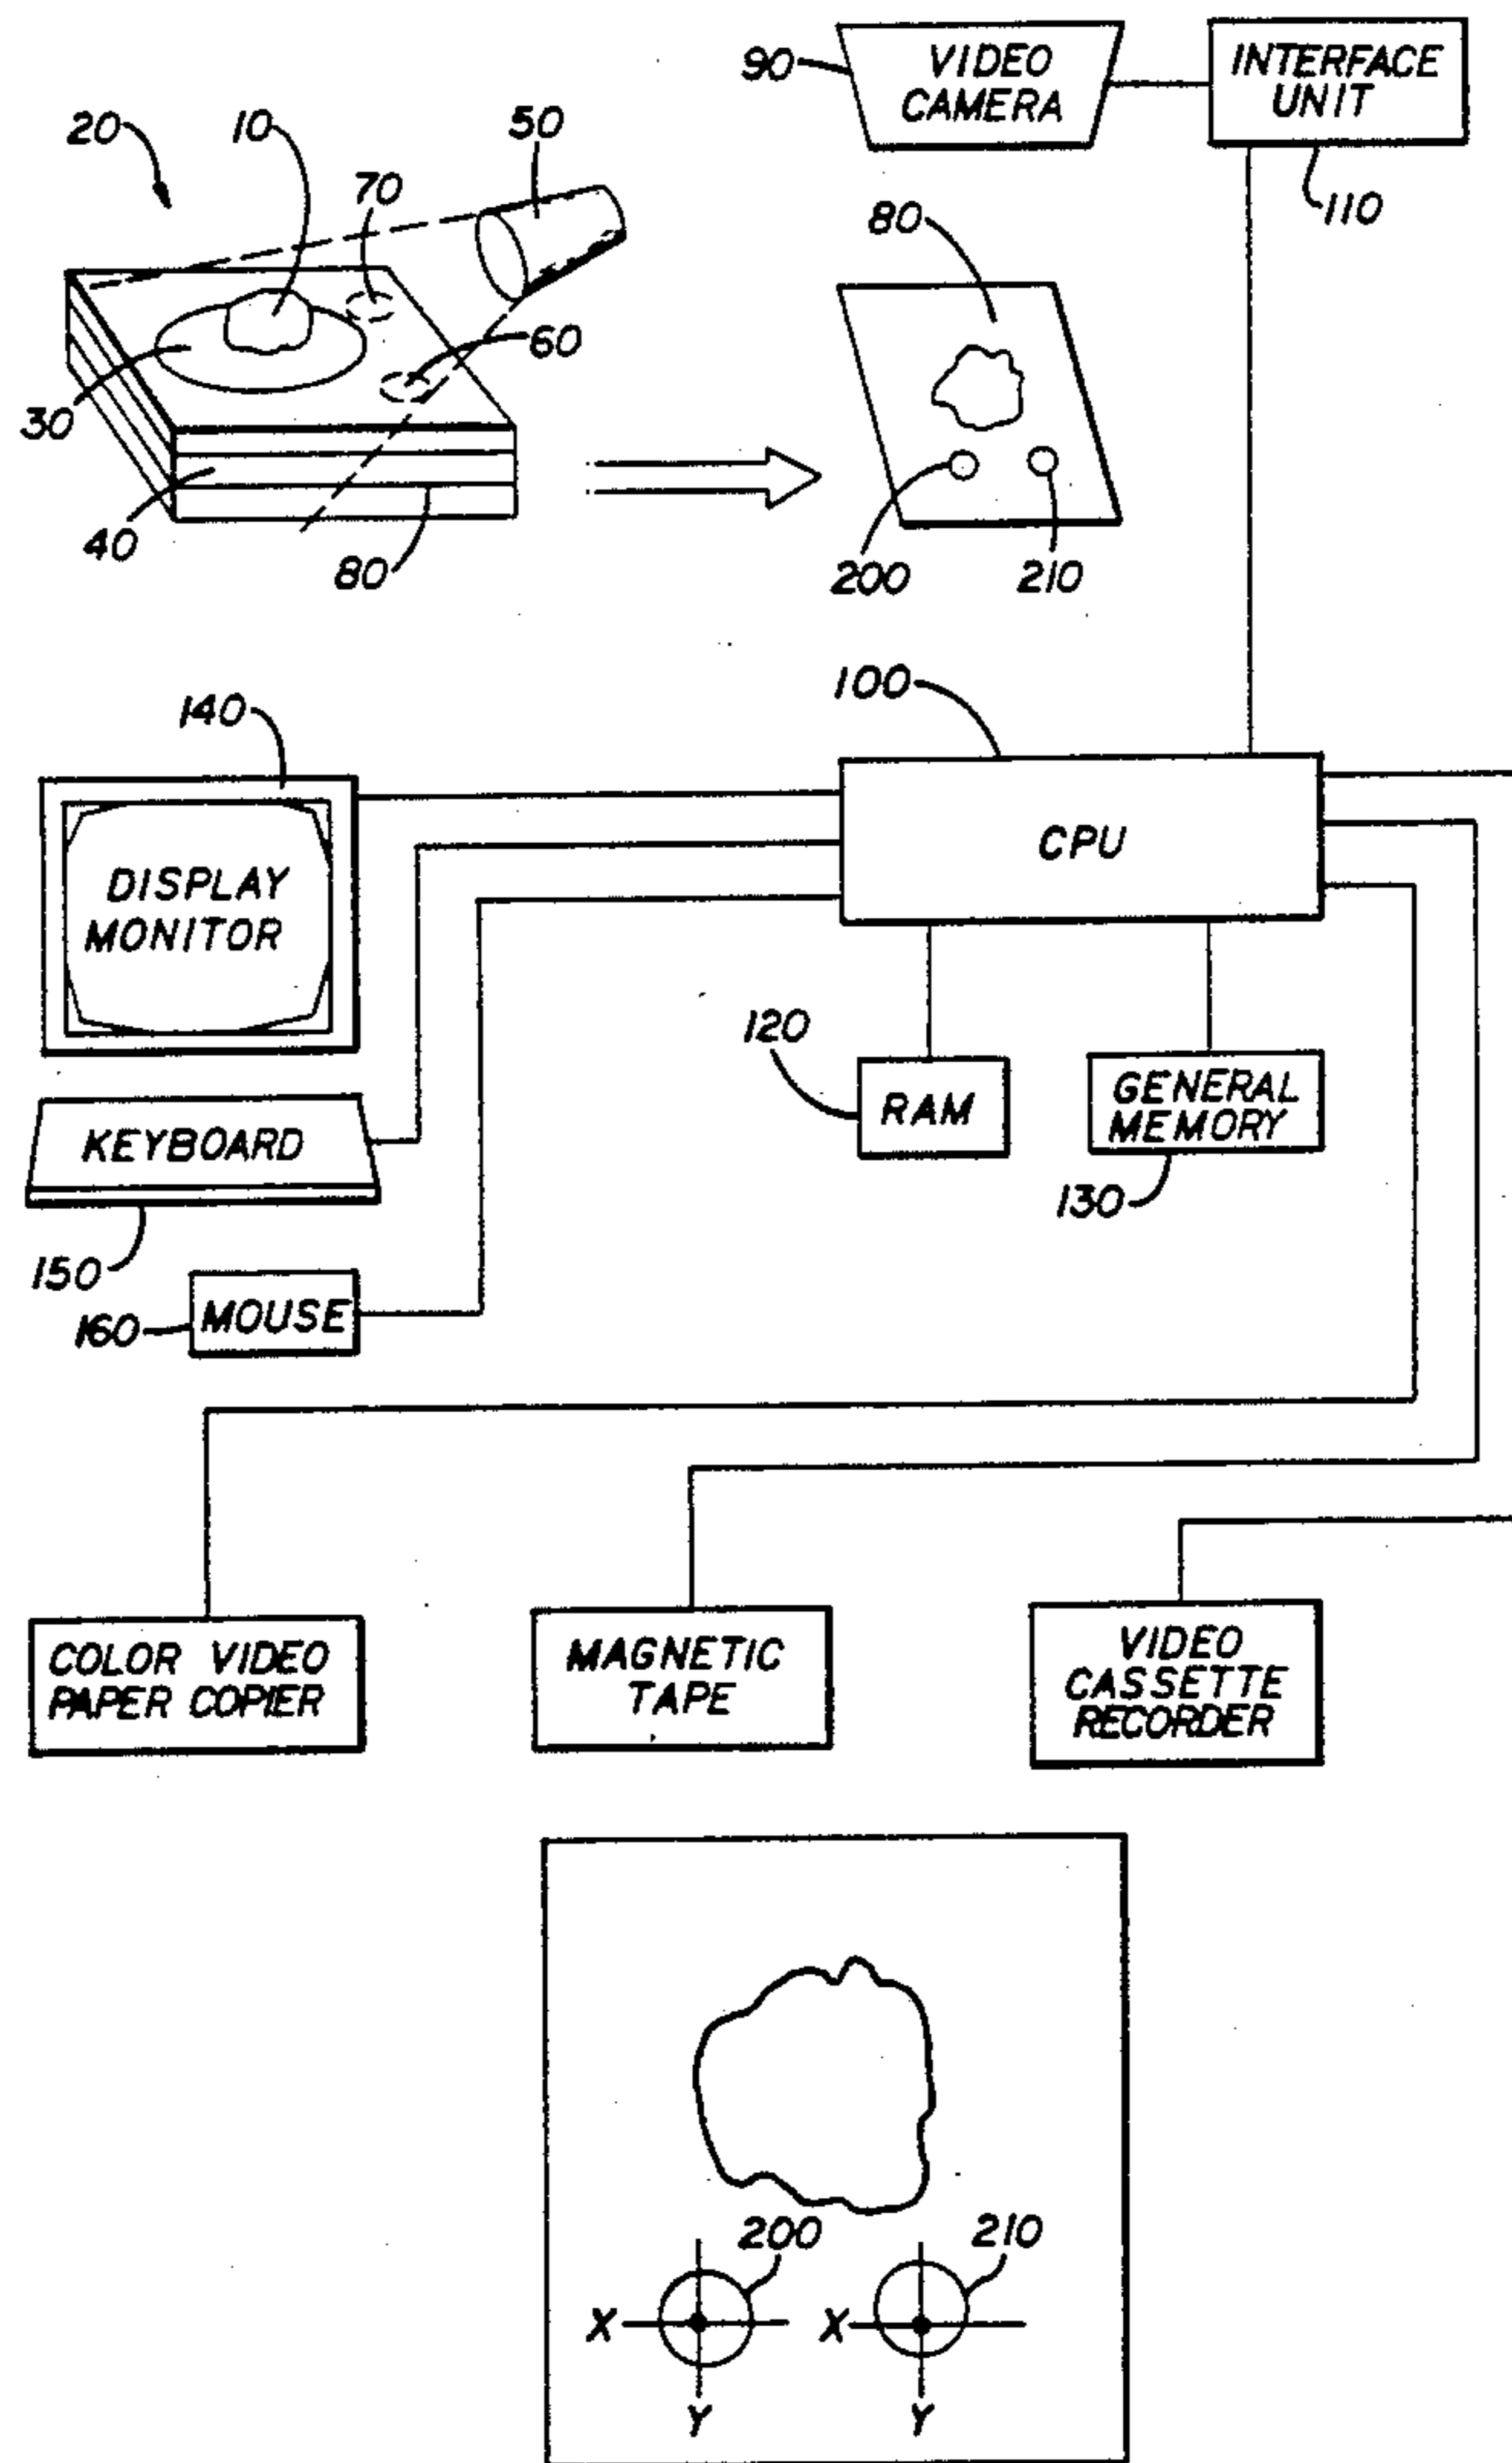 90
VIDEO
CAMERA
INTERFACE
UNIT
110
20
10
50
70
60
30
40
80
80
200
210
100
CPU
140
DISPLAY
MONITOR
120
RAM
GENERAL
MEMORY
130
KEYBOARD
150
160
MOUSE
COLOR VIDEO
PAPER COPIER
MAGNETIC
TAPE
VIDEO
CASSETTE
RECORDER
200
210
X
X
Y
Y